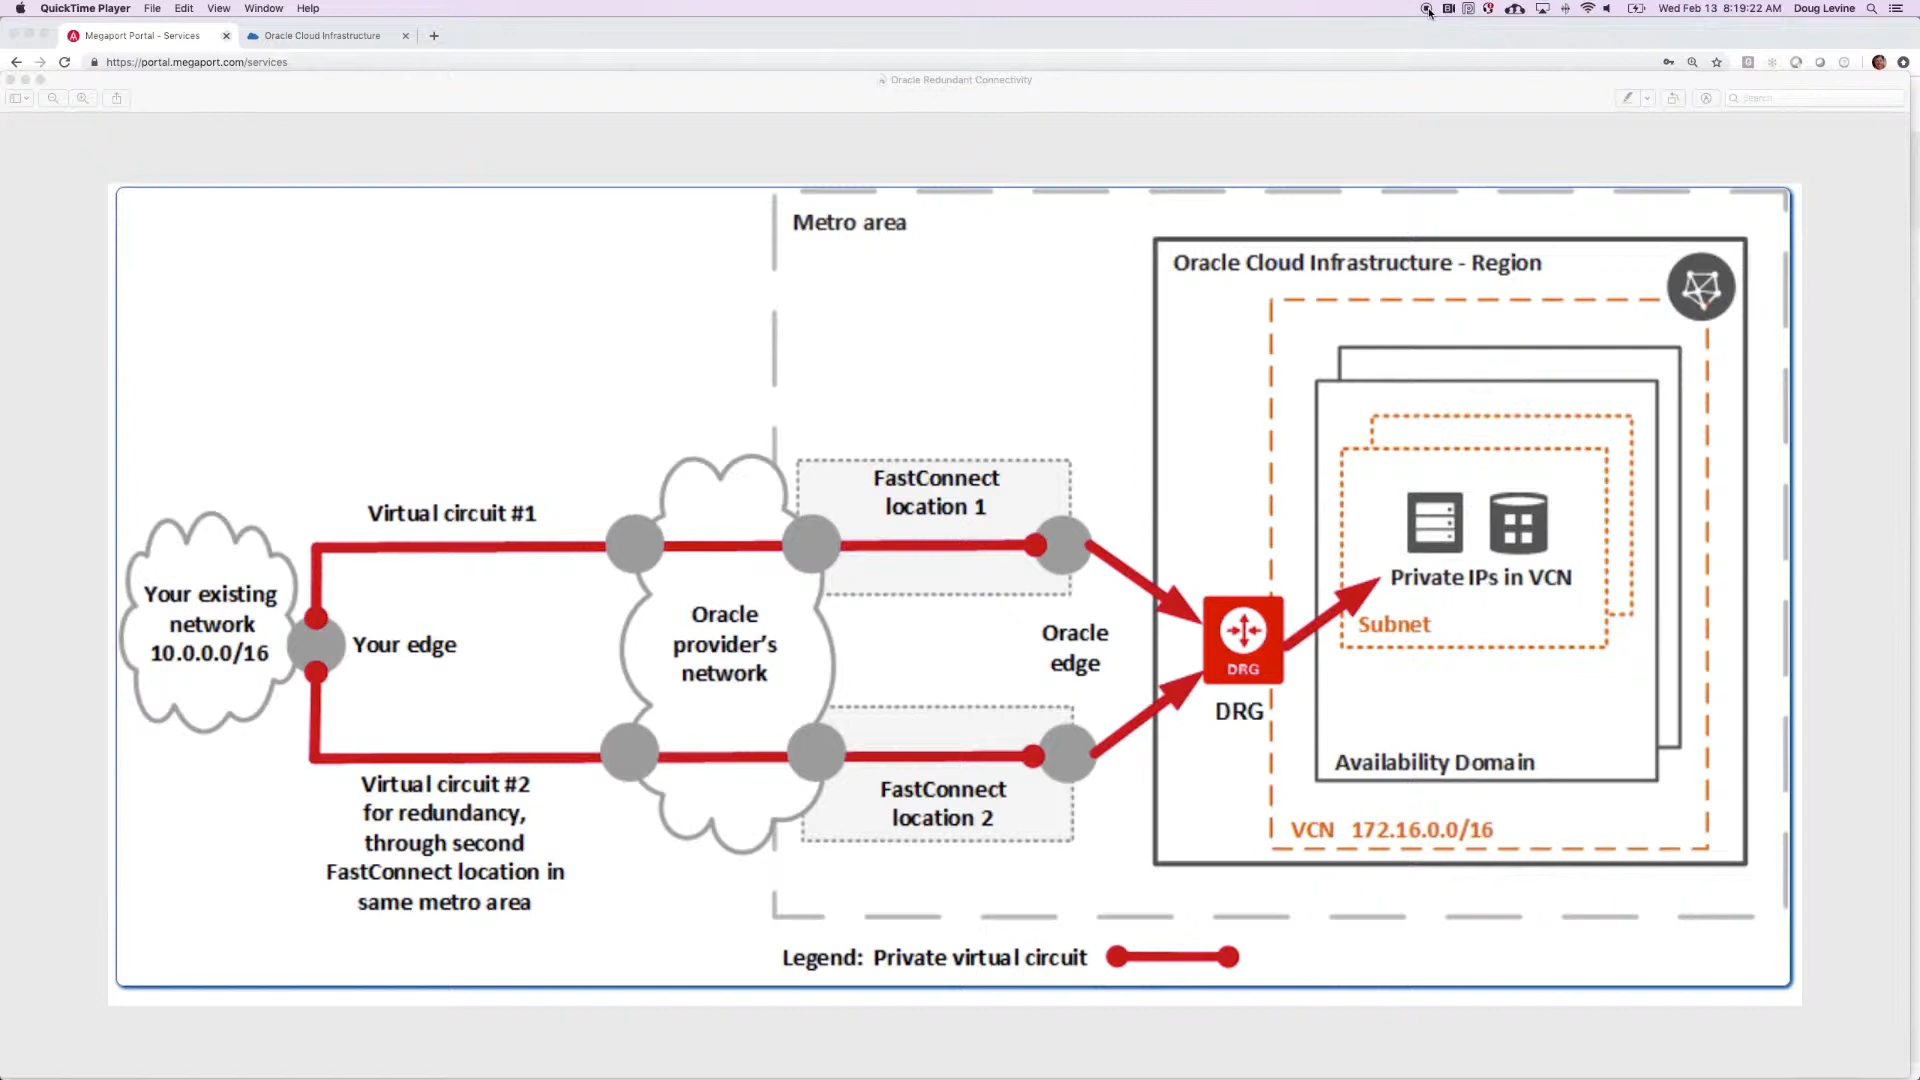 QuickTime Player File Edit View Window Help
Wed Feb 13 8:19:22 AM Doug Levine
Megaport Portal - Services
Oracle Cloud Infrastructure
https://portal.megaport.com/services
Oracle Redundant Connectivity
Search
Metro area
Oracle Cloud Infrastructure - Region
FastConnect
location 1
Virtual circuit #1
Your existing
network
10.0.0.0/16
Your edge
Oracle
provider's
network
Oracle
edge
Private IPs in VCN
Subnet
DRG
DRG
Availability Domain
Virtual circuit #2
for redundancy,
through second
FastConnect location in
same metro area
FastConnect
location 2
VCN 172.16.0.0/16
Legend: Private virtual circuit